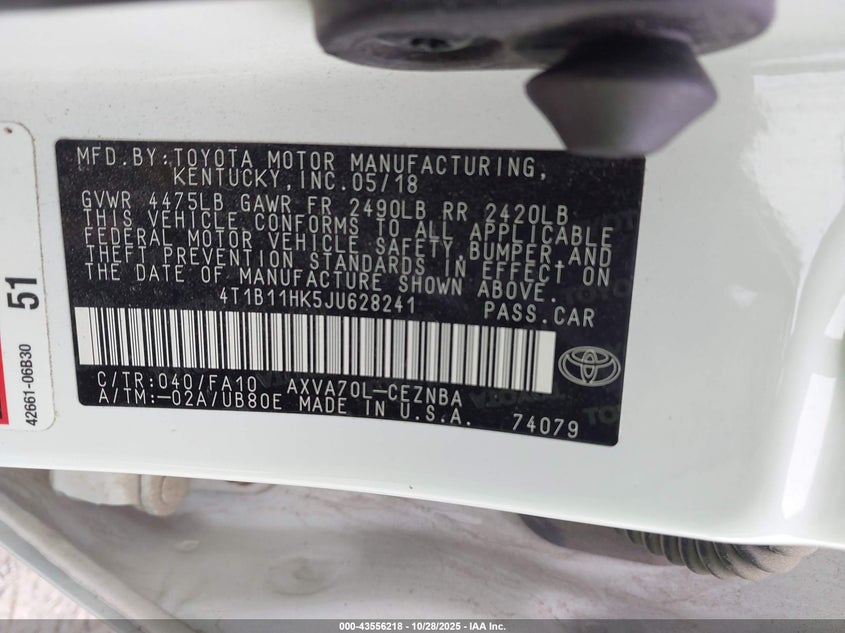 MFD.BY:TOYOTA MOTOR MANUFACTURING,
KENTUCKY,INC.05/18
GVWR 4475LB GAWR FR 2490LB RR 2420LB
THIS VEHICLE CONFORMS TO ALL APPLICABLE
FEDERAL MOTOR VEHICLE SAFETY,BUMPER,AND
THEFT PREVENTION STANDARDS IN EFFECT ON
THE DATE OF MANUFACTURE SHOWN ABOVE.
4T1B11HK5JU628241 PASS.CAR
C/TR:040/FA10 AXVA70L-CEZNBA
A/TM:-02A/UB80E MADE IN U.S.A. 74079
51
42661-06B30
000-43556218 - 10/28/2025 - IAA Inc.